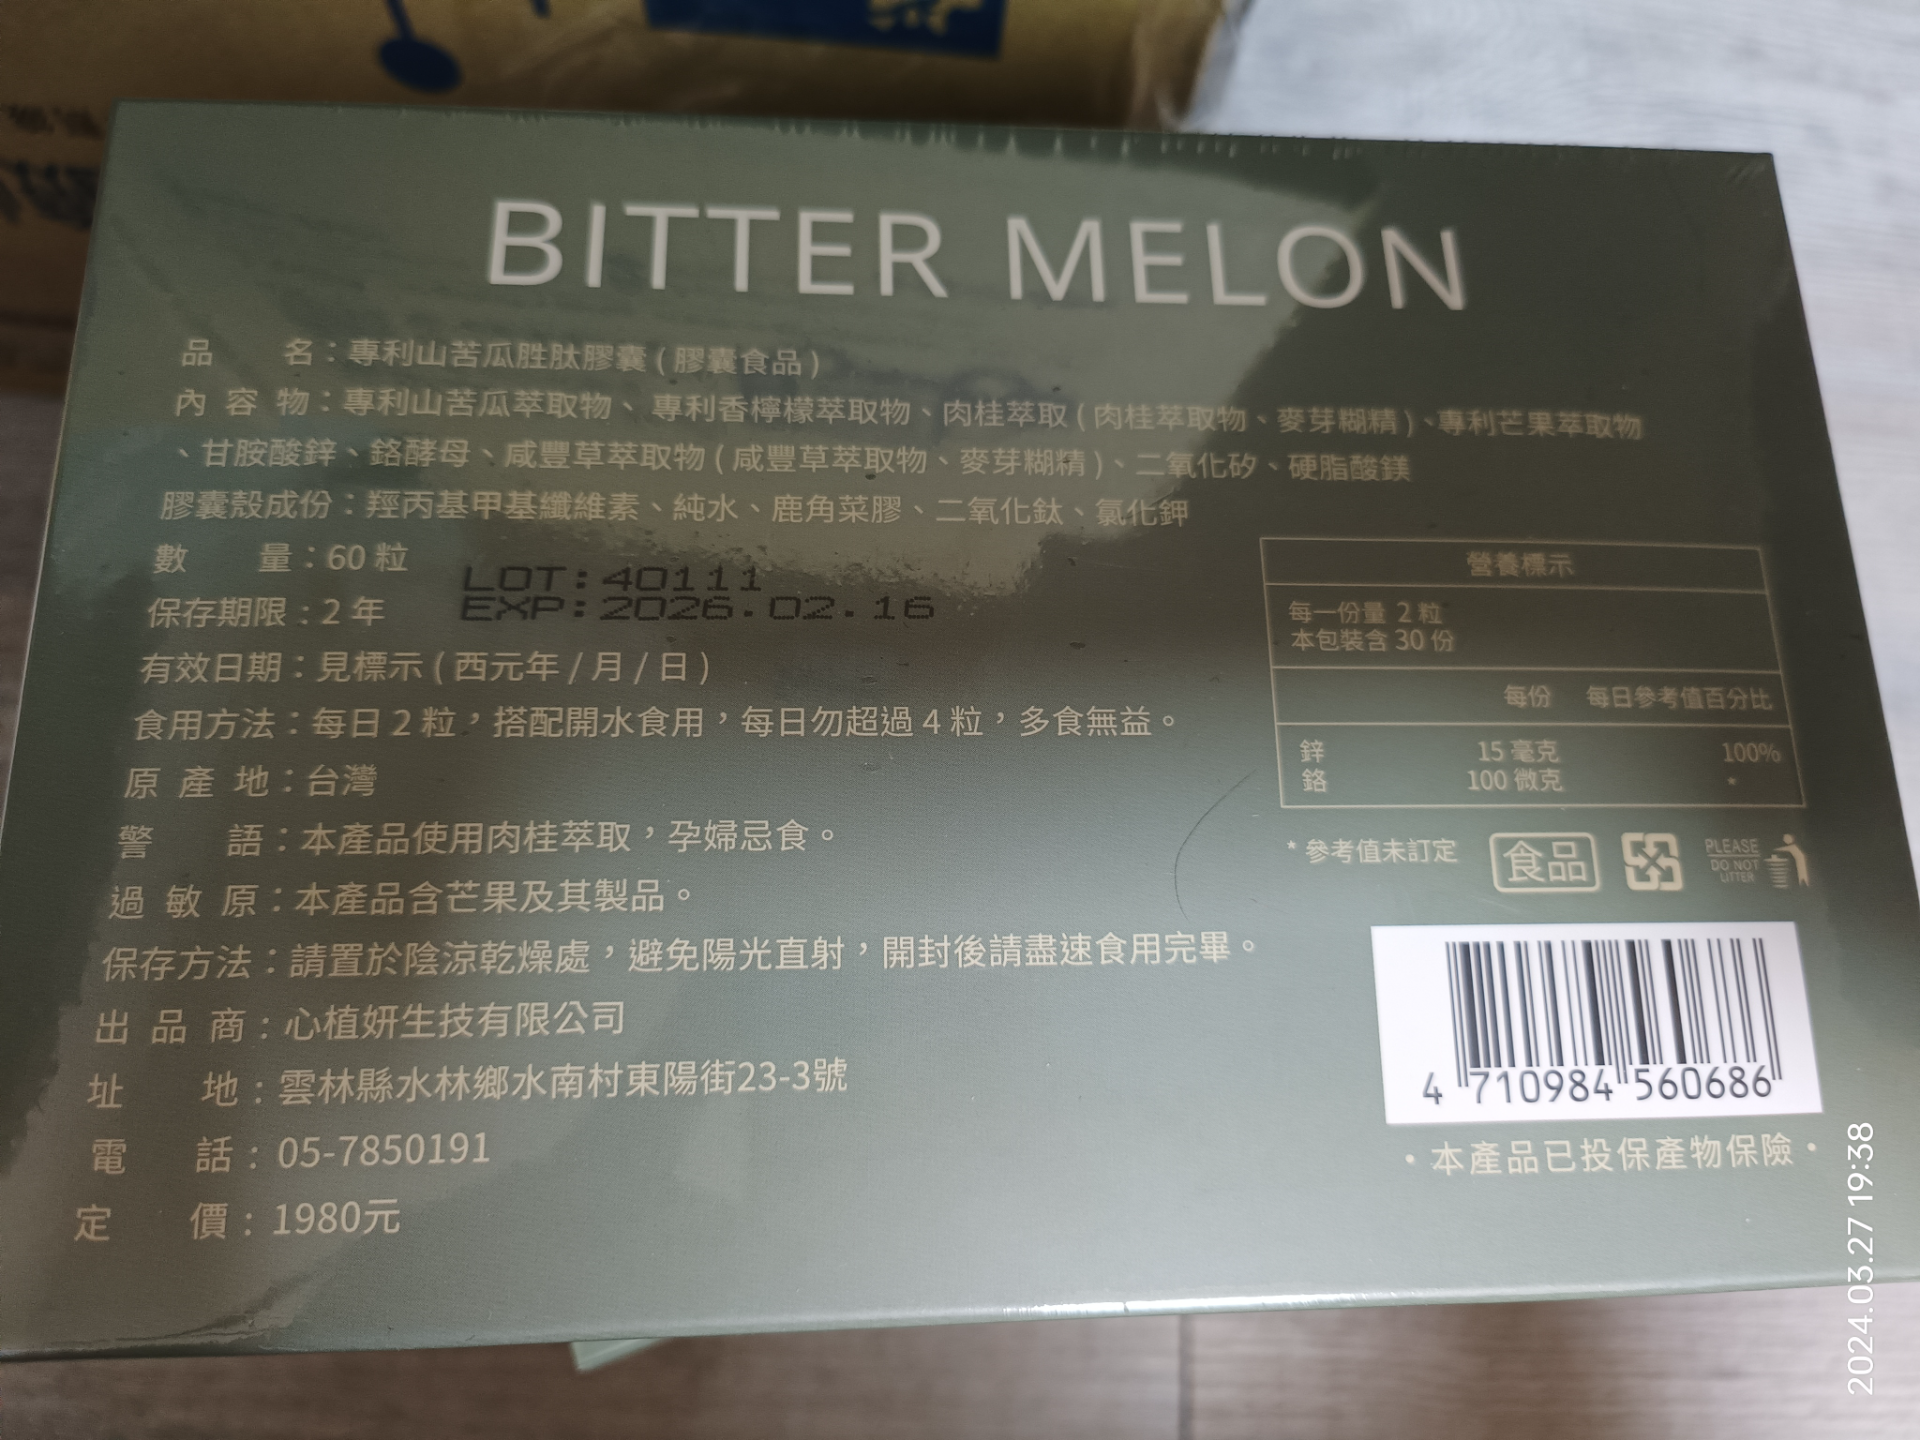 BITTER MELON
品 名：專利山苦瓜胜肽膠囊(膠囊食品)
內 容 物：專利山苦瓜萃取物、專利香檸檬萃取物、肉桂萃取(肉桂萃取物、麥芽糊精)、專利芒果萃取物
、甘胺酸鋅、鉻酵母、咸豐草萃取物(咸豐草萃取物、麥芽糊精)、二氧化矽、硬脂酸鎂
膠囊殼成份：羥丙基甲基纖維素、純水、鹿角菜膠、二氧化鈦、氯化鉀
數 量：60 粒
保存期限：2 年
LOT:40111
EXP:2026.02.16
有效日期：見標示(西元年/月/日)
食用方法：每日2粒，搭配開水食用，每日勿超過4粒，多食無益。
原 產 地：台灣
警 語：本產品使用肉桂萃取，孕婦忌食。
過 敏 原：本產品含芒果及其製品。
保存方法：請置於陰涼乾燥處，避免陽光直射，開封後請盡速食用完畢。
出 品 商：心植妍生技有限公司
址 地：雲林縣水林鄉水南村東陽街23-3號
電 話：05-7850191
定 價：1980元
營養標示
每一份量 2 粒
本包裝含 30 份
每份 每日參考值百分比
鋅 15 毫克 100%
鉻 100 微克 *
* 參考值未訂定
食品
PLEASE
DO NOT
LITTER
4 710984 560686
・本產品已投保產物保險・
2024.03.27 19:38